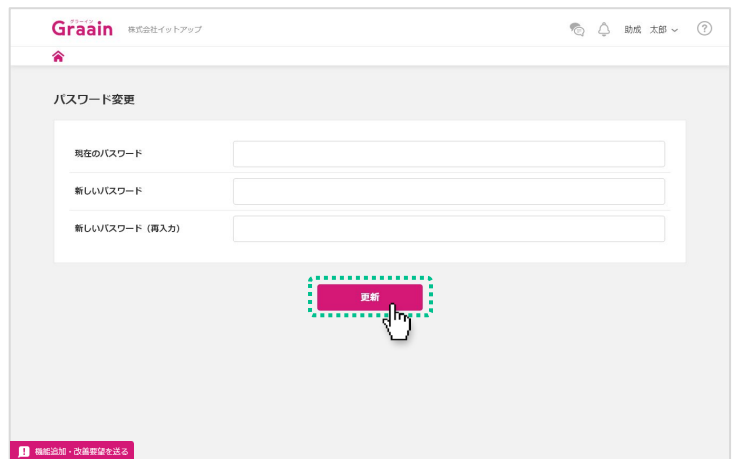 グラーイン
Graain 株式会社イットアップ 助成 太郎 ?
パスワード変更
現在のパスワード
新しいパスワード
新しいパスワード（再入力）
更新
! 機能追加・改善要望を送る